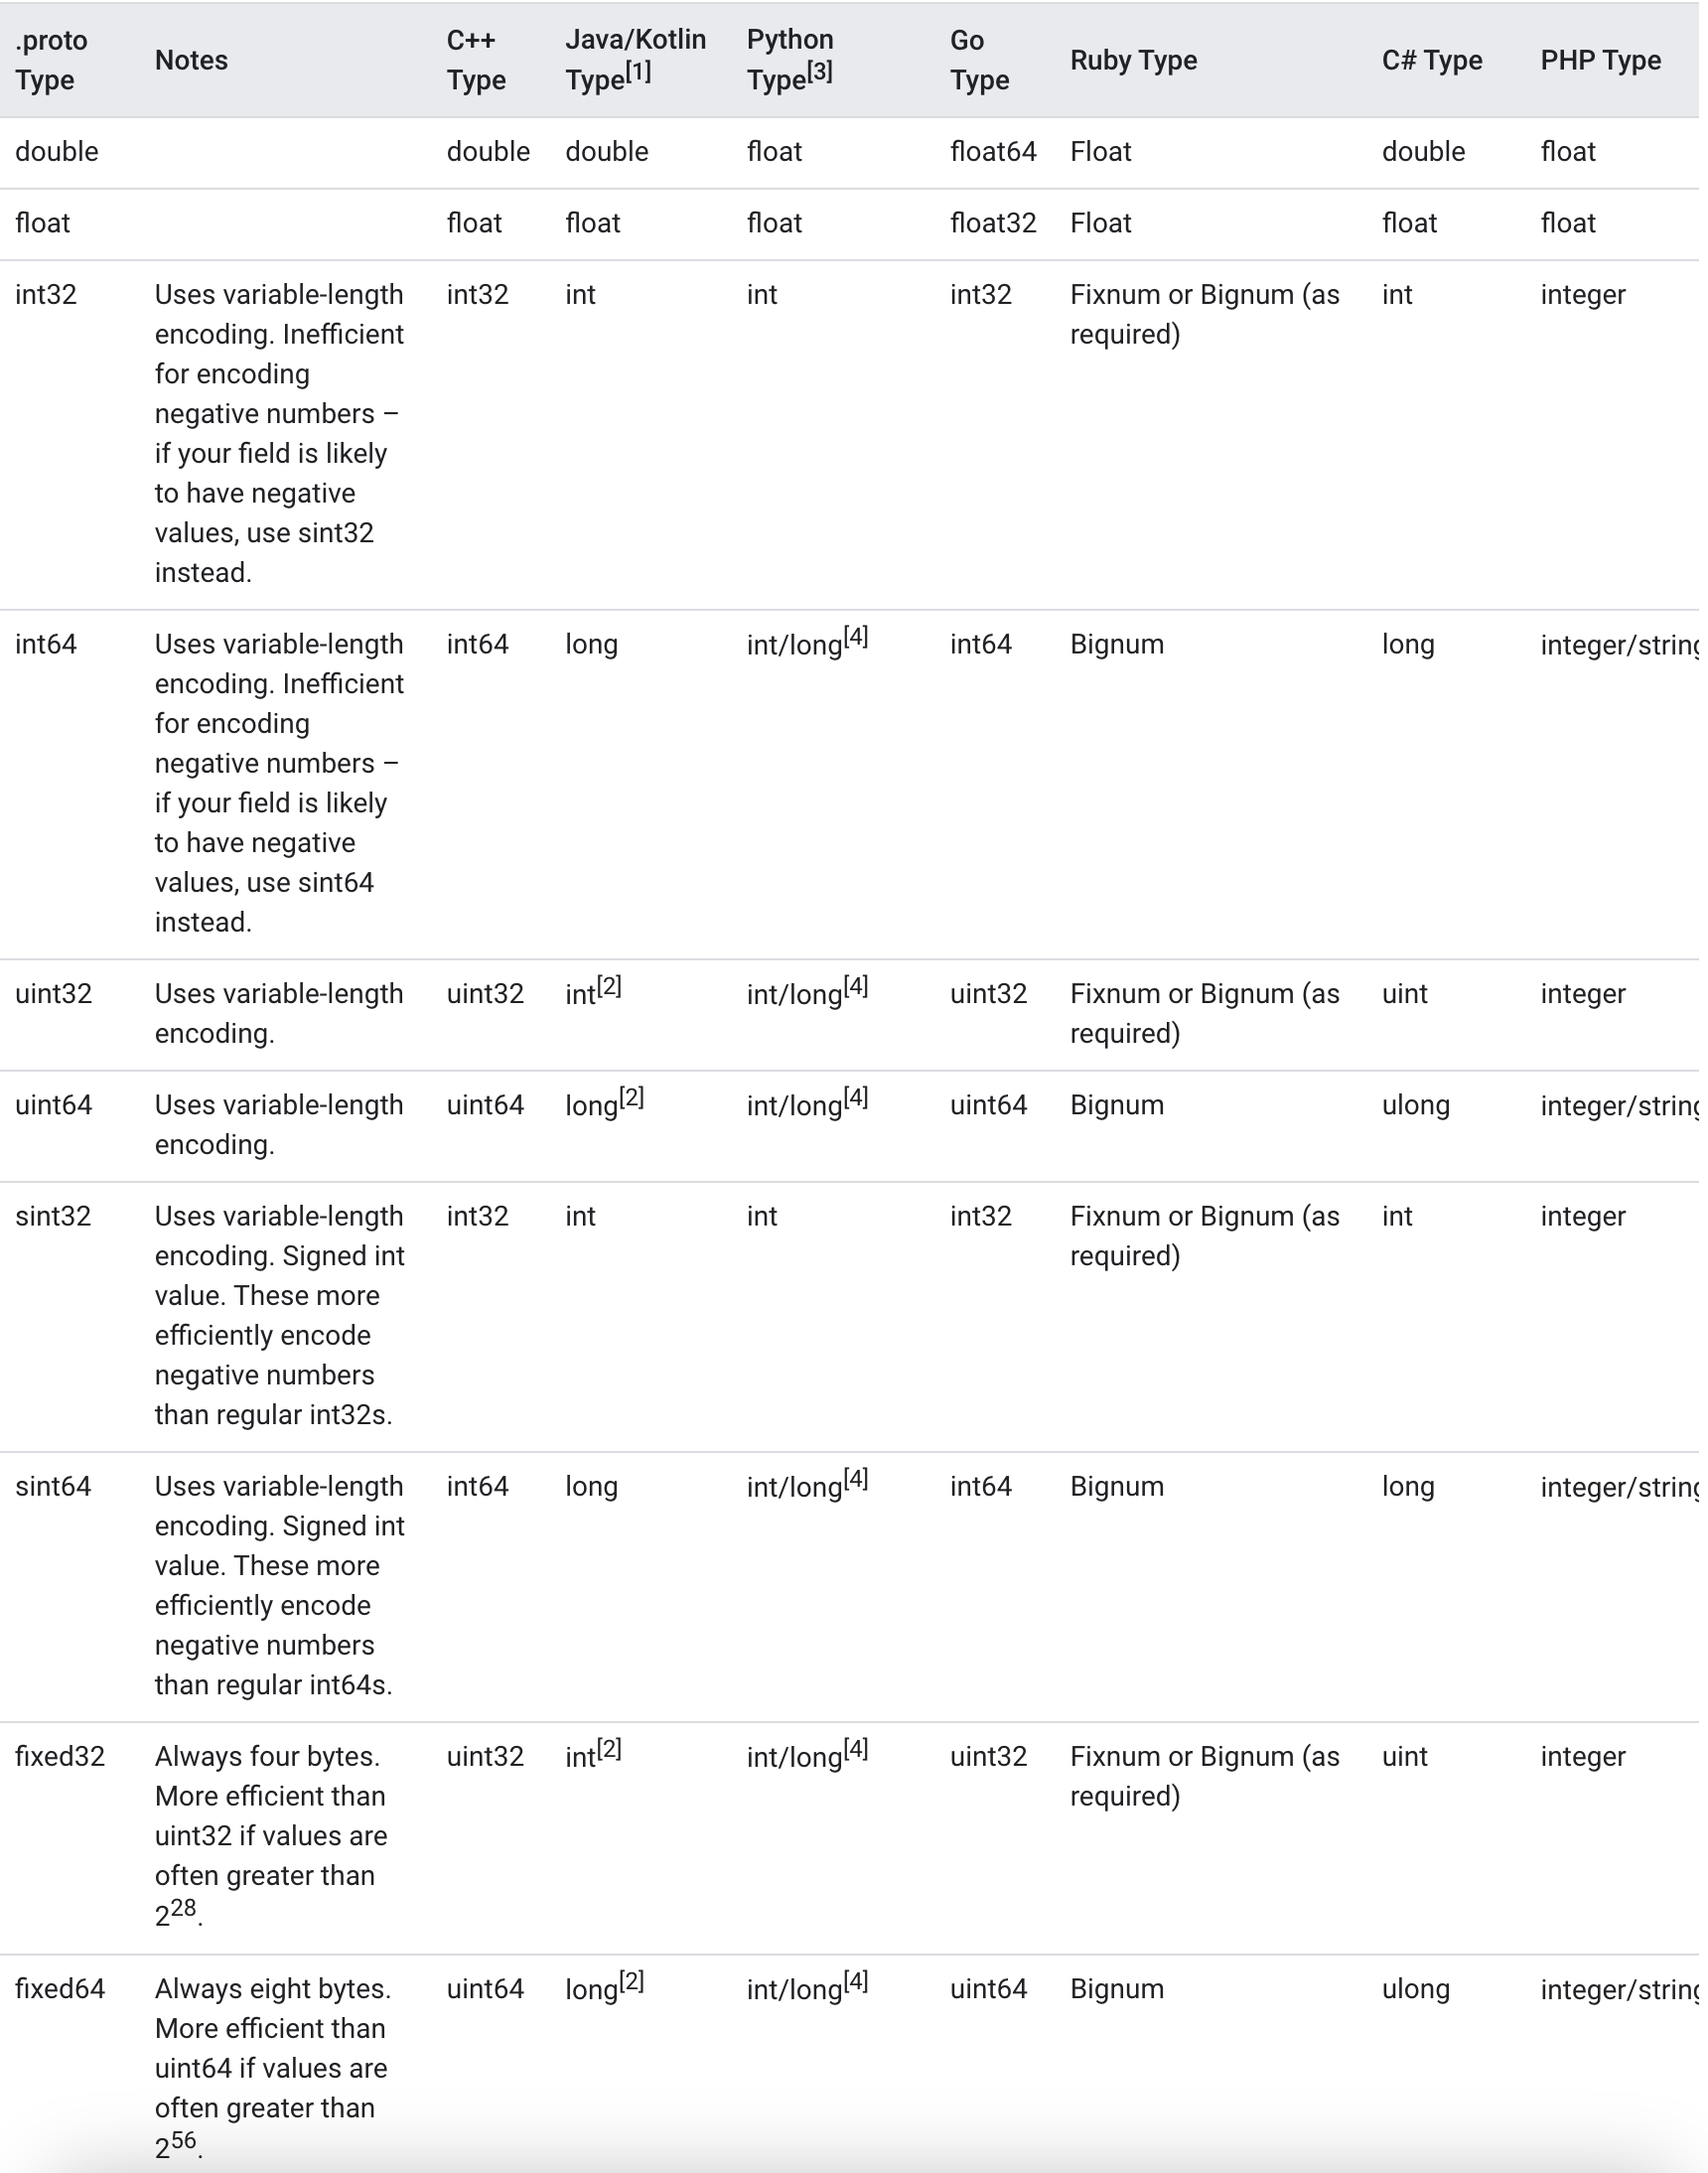 .proto Type Notes C++ Type Java/Kotlin Type[1] Python Type[3] Go Type Ruby Type C# Type PHP Type
double double double float float64 Float double float
float float float float float32 Float float float
int32 Uses variable-length int32 int int int32 Fixnum or Bignum (as int integer
encoding. Inefficient required)
for encoding
negative numbers –
if your field is likely
to have negative
values, use sint32
instead.
int64 Uses variable-length int64 long int/long[4] int64 Bignum long integer/string
encoding. Inefficient
for encoding
negative numbers –
if your field is likely
to have negative
values, use sint64
instead.
uint32 Uses variable-length uint32 int[2] int/long[4] uint32 Fixnum or Bignum (as uint integer
encoding. required)
uint64 Uses variable-length uint64 long[2] int/long[4] uint64 Bignum ulong integer/string
encoding.
sint32 Uses variable-length int32 int int int32 Fixnum or Bignum (as int integer
encoding. Signed int required)
value. These more
efficiently encode
negative numbers
than regular int32s.
sint64 Uses variable-length int64 long int/long[4] int64 Bignum long integer/string
encoding. Signed int
value. These more
efficiently encode
negative numbers
than regular int64s.
fixed32 Always four bytes. uint32 int[2] int/long[4] uint32 Fixnum or Bignum (as uint integer
More efficient than required)
uint32 if values are
often greater than
2²⁸.
fixed64 Always eight bytes. uint64 long[2] int/long[4] uint64 Bignum ulong integer/string
More efficient than
uint64 if values are
often greater than
2⁵⁶.